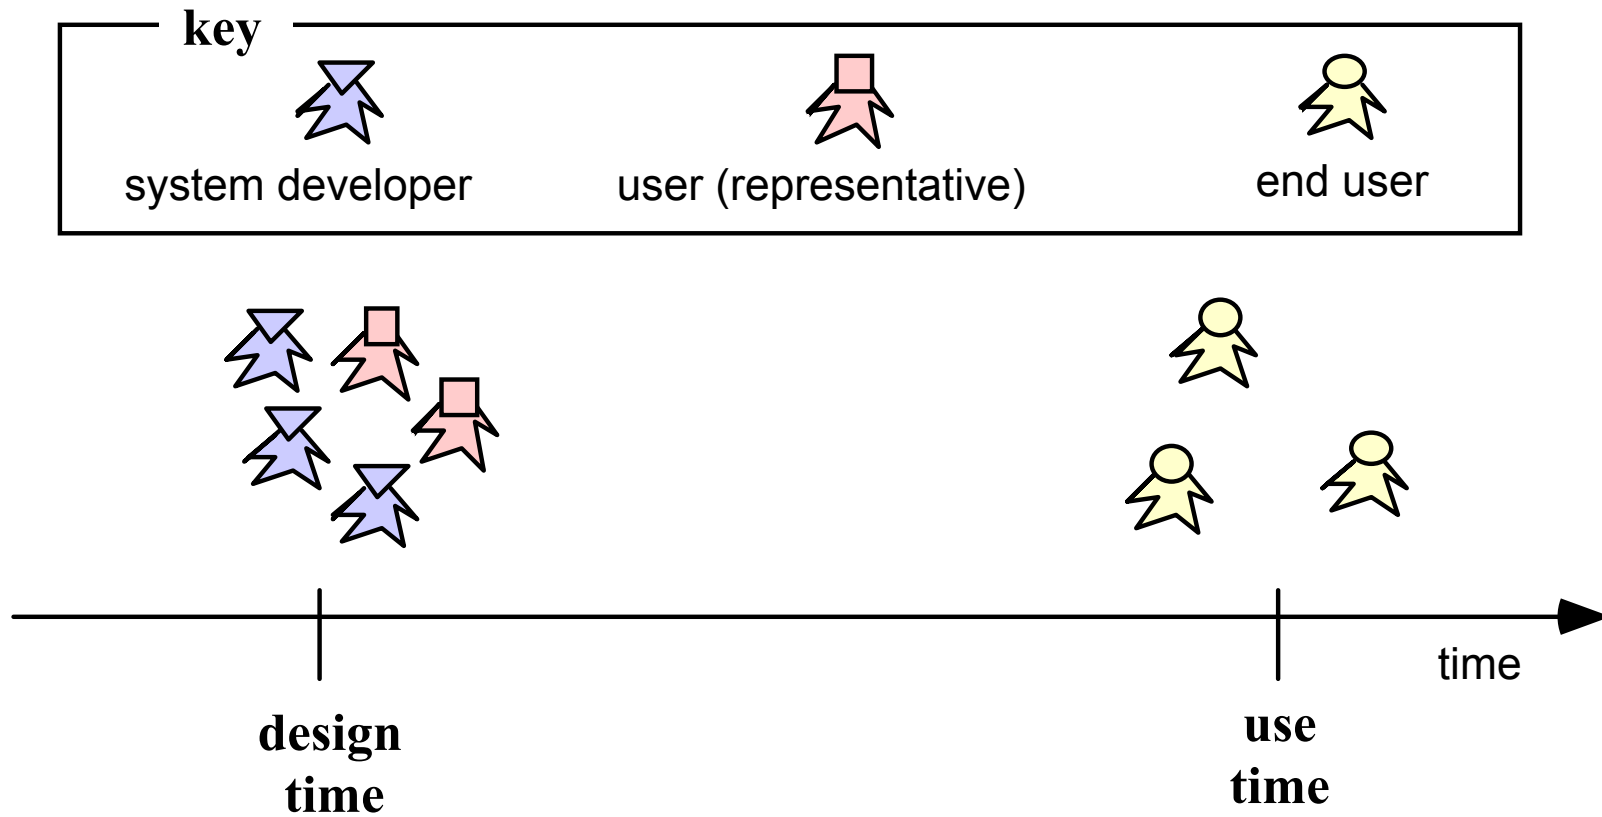 key
system developer
user (representative)
end user
time
design
time
use
time